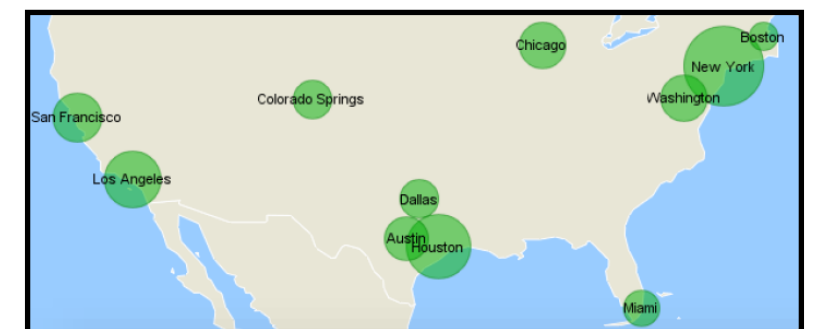 Boston
Chicago
New York
Colorado Springs
Washington
San Francisco
Los Angeles
Dallas
Austin
Houston
Miami